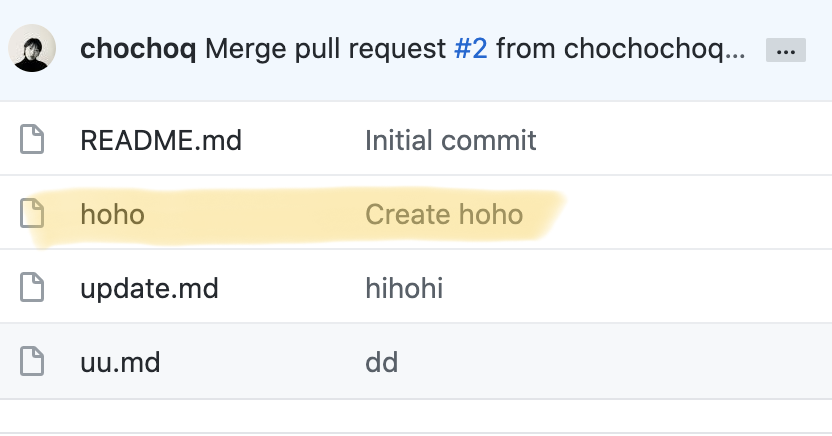 chochoq Merge pull request #2 from chochochoq... ...
README.md Initial commit
hoho Create hoho
update.md hihohi
uu.md dd